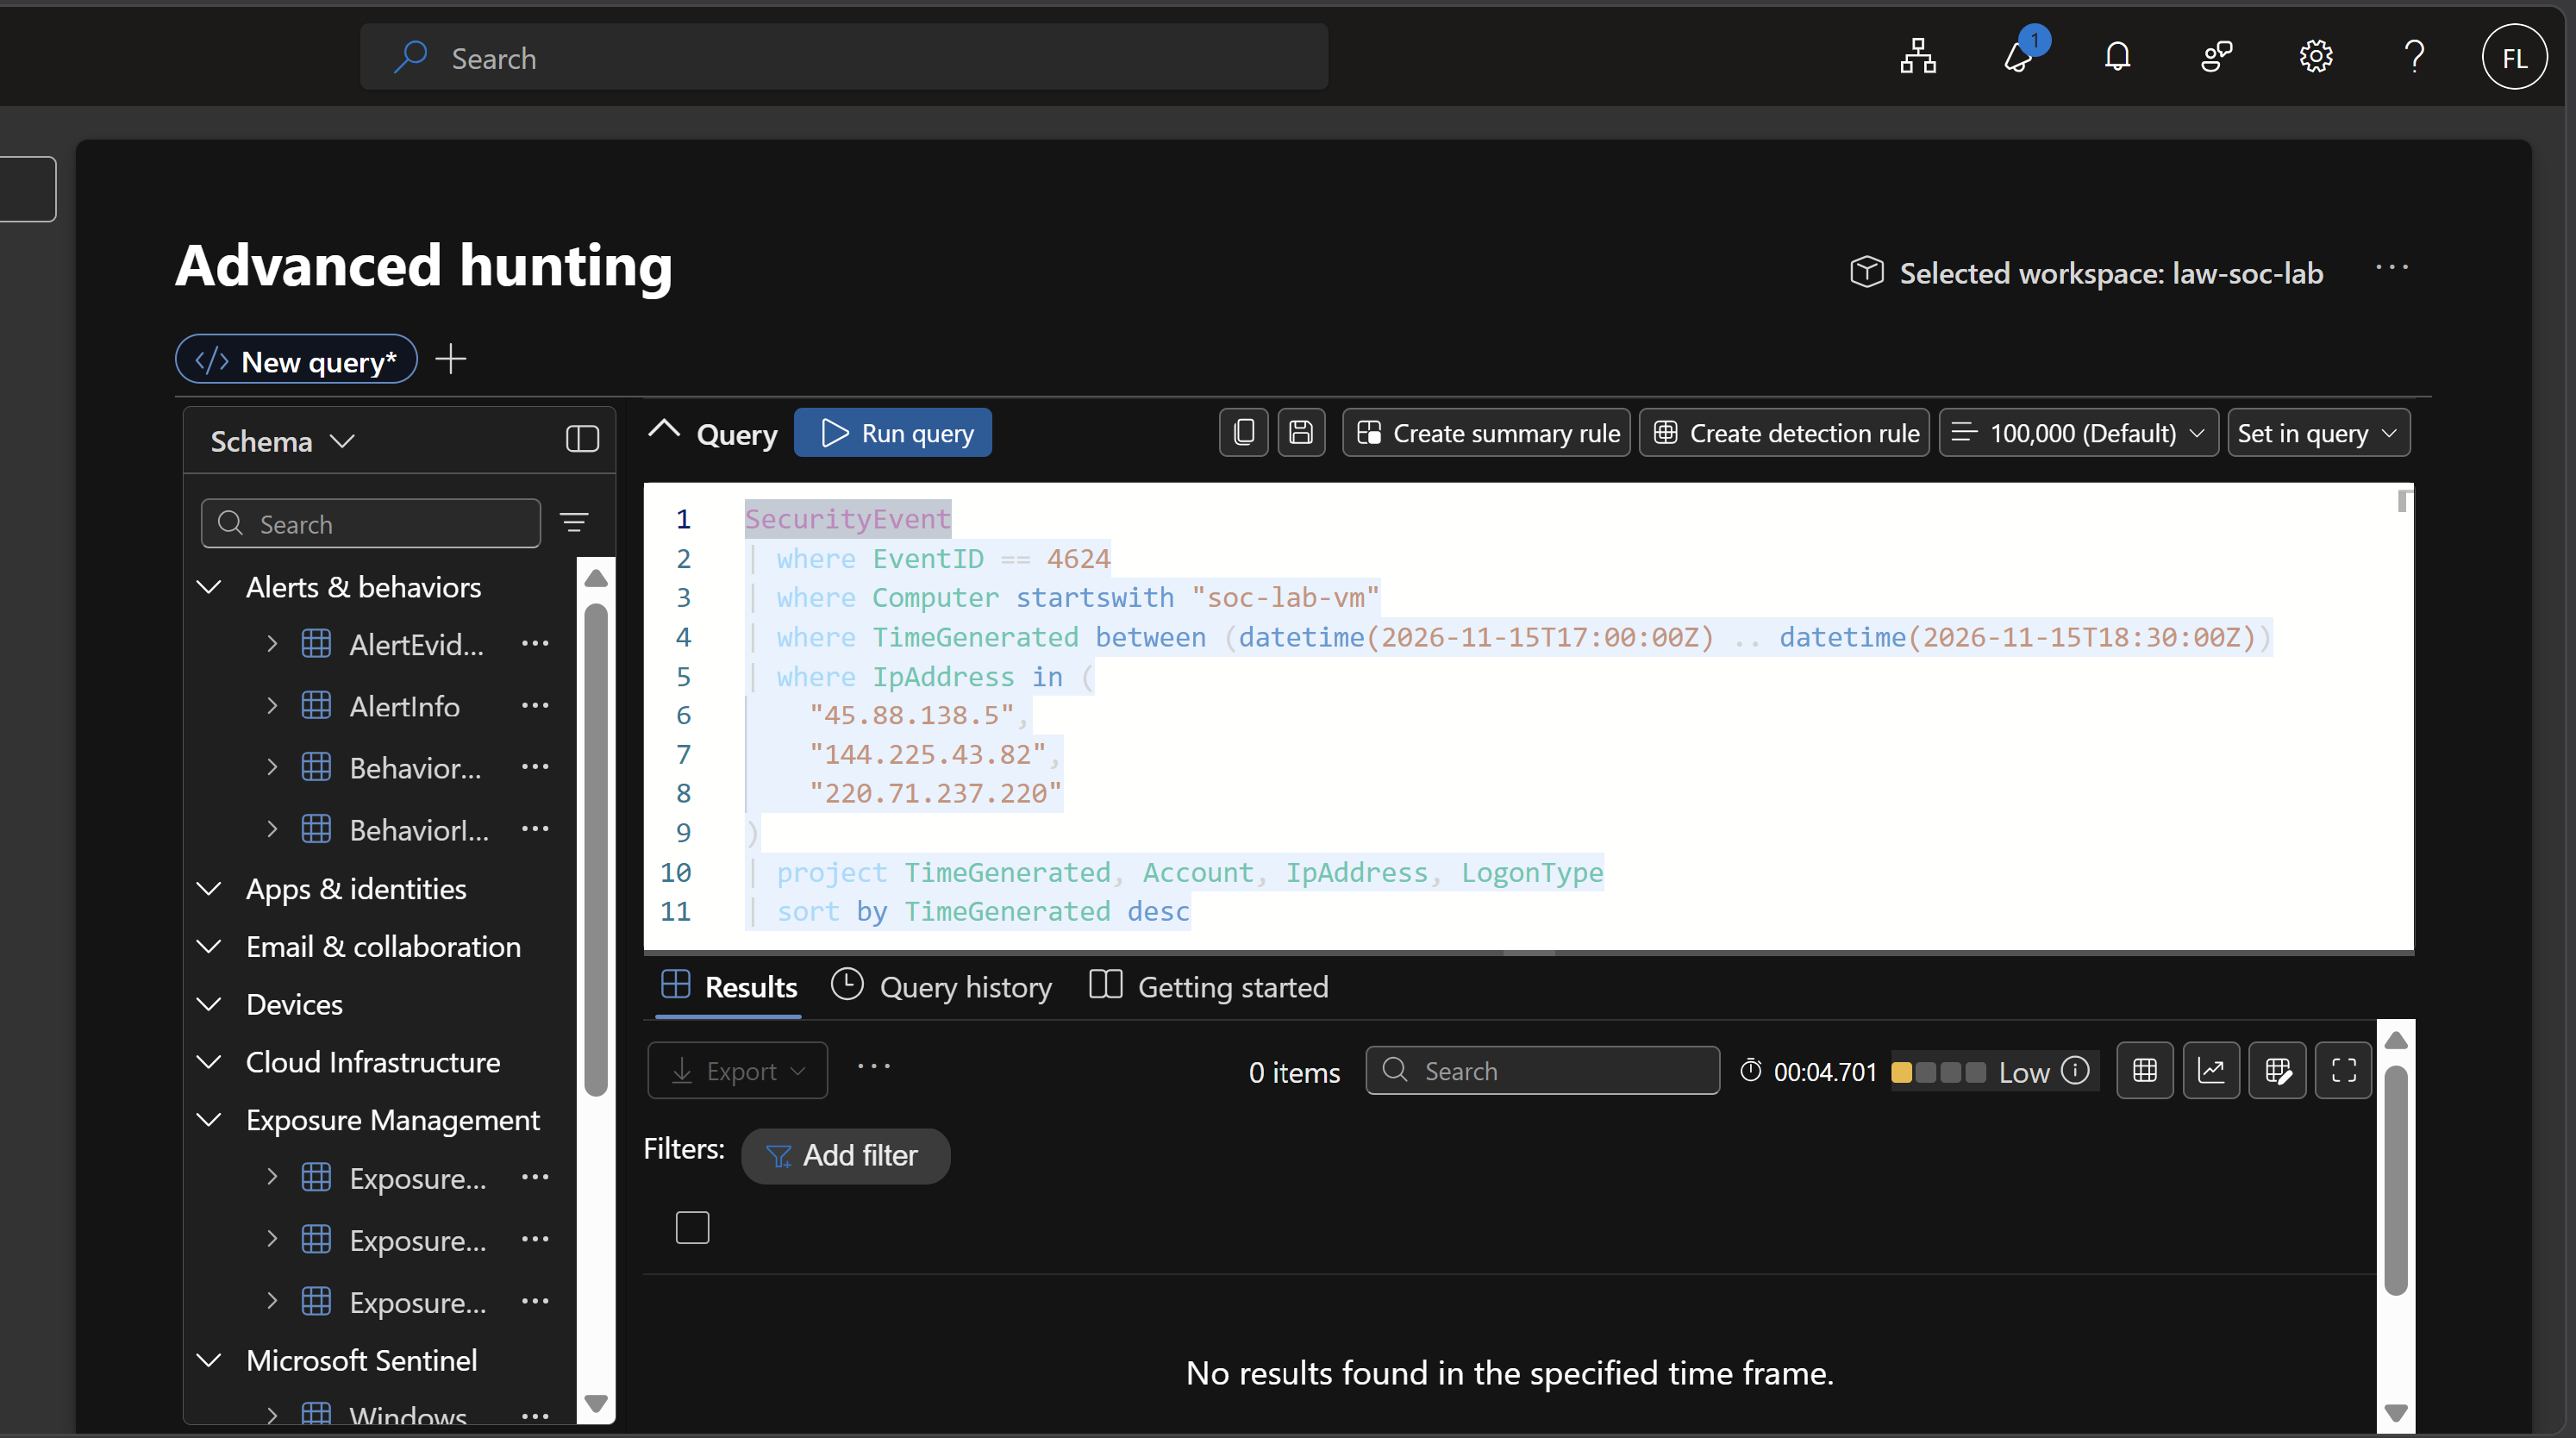 Search
1
FL
Advanced hunting
Selected workspace: law-soc-lab
New query*
Schema
Query
Run query
Create summary rule
Create detection rule
100,000 (Default)
Set in query
Search
Alerts & behaviors
AlertEvid...
AlertInfo
Behavior...
BehaviorI...
Apps & identities
Email & collaboration
Devices
Cloud Infrastructure
Exposure Management
Exposure...
Exposure...
Exposure...
Microsoft Sentinel
Windows
1 SecurityEvent
2 | where EventID == 4624
3 | where Computer startswith "soc-lab-vm"
4 | where TimeGenerated between (datetime(2026-11-15T17:00:00Z) .. datetime(2026-11-15T18:30:00Z))
5 | where IpAddress in (
6 "45.88.138.5",
7 "144.225.43.82",
8 "220.71.237.220"
9 )
10 | project TimeGenerated, Account, IpAddress, LogonType
11 | sort by TimeGenerated desc
Results
Query history
Getting started
Export
0 items
Search
00:04.701
Low
Filters:
Add filter
No results found in the specified time frame.